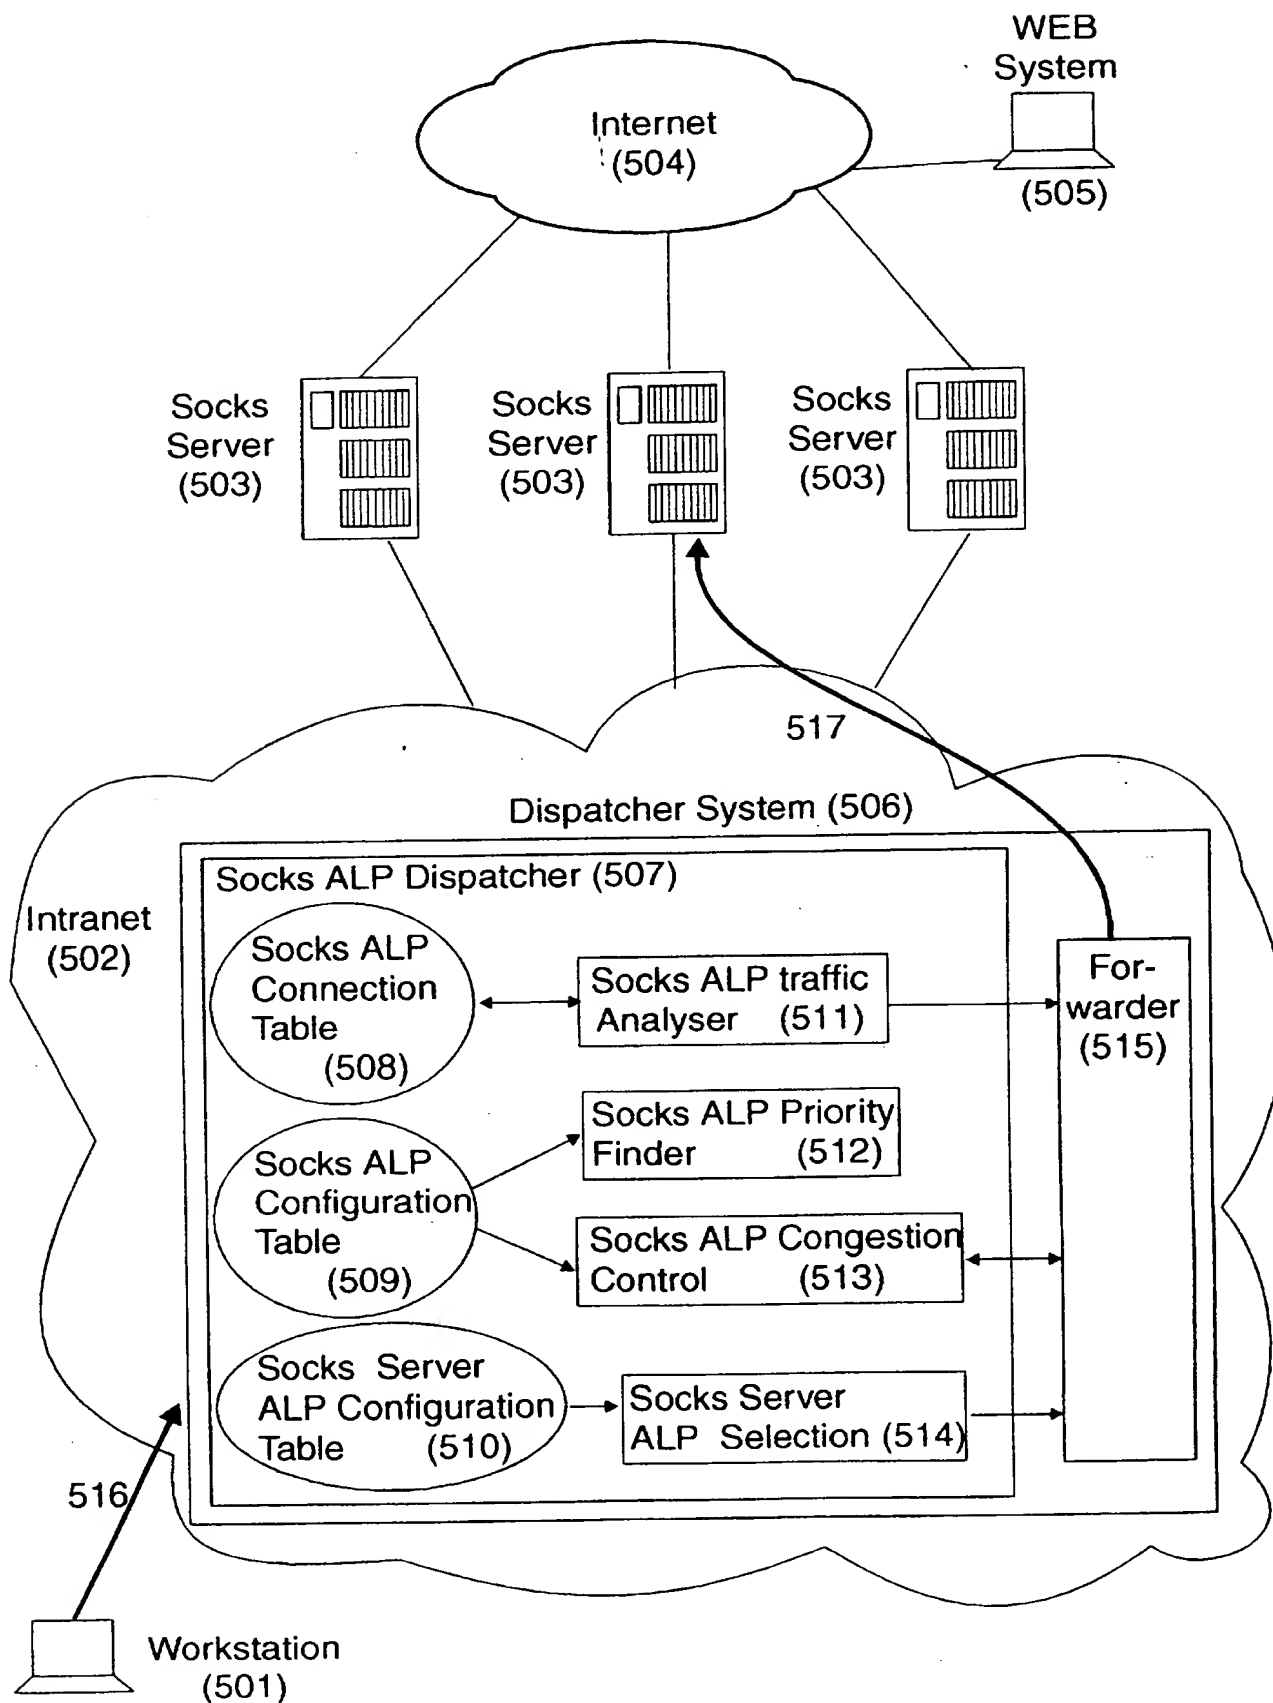 WEB
System
(505)
Internet
(504)
Socks
Server
(503)
Socks
Server
(503)
Socks
Server
(503)
517
Dispatcher System (506)
Socks ALP Dispatcher (507)
Intranet
(502)
Socks ALP
Connection
Table
(508)
Socks ALP traffic
Analyser (511)
For-
warder
(515)
Socks ALP Priority
Finder (512)
Socks ALP
Configuration
Table
(509)
Socks ALP Congestion
Control (513)
Socks Server
ALP Configuration
Table (510)
Socks Server
ALP Selection (514)
516
Workstation
(501)